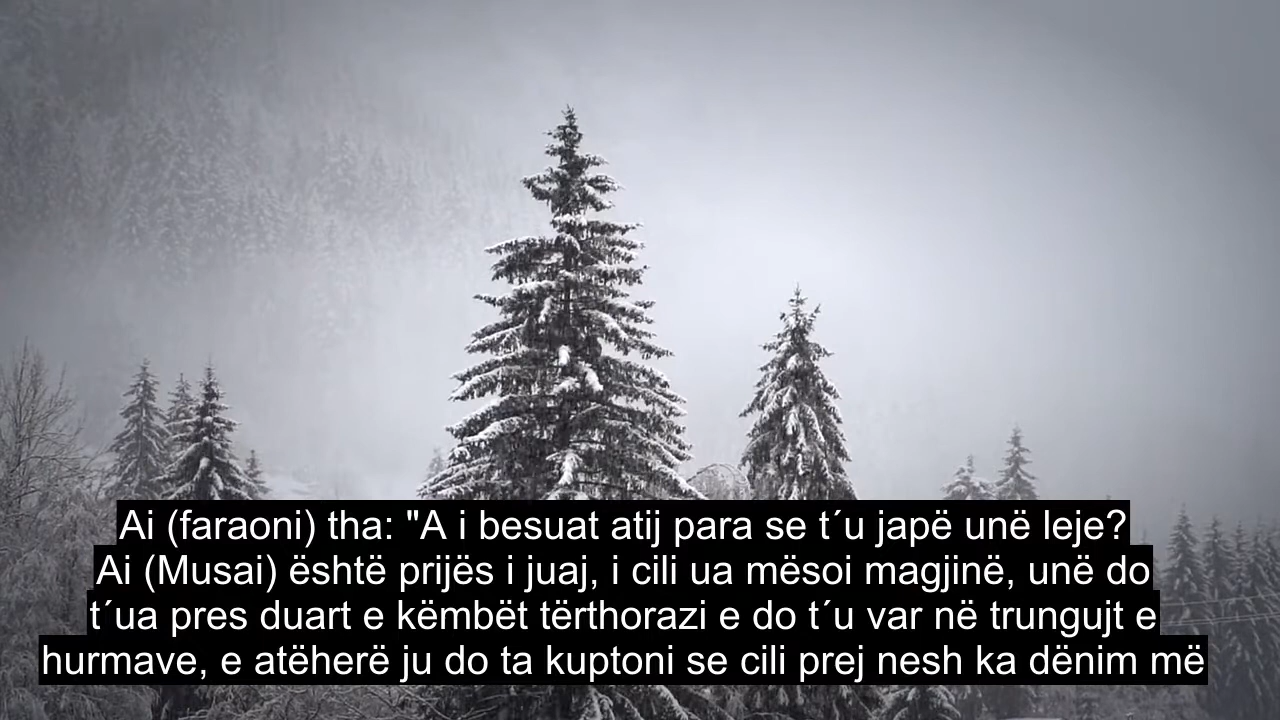 Ai (faraoni) tha: "A i besuat atij para se t´u japë unë leje?
Ai (Musai) është prijës i juaj, i cili ua mësoi magjinë, unë do
t´ua pres duart e këmbët tërthorazi e do t´u var në trungujt e
hurmave, e atëherë ju do ta kuptoni se cili prej nesh ka dënim më